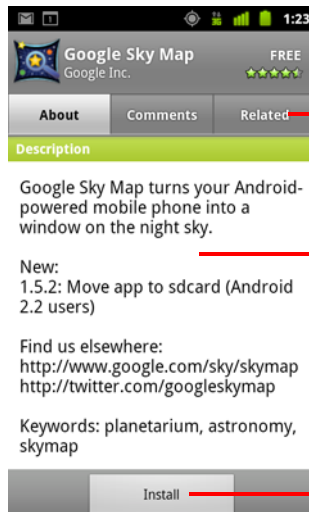 1
3G
1:23
Google Sky Map
FREE
Google Inc.
About
Comments
Related
Description
Google Sky Map turns your Android-
powered mobile phone into a
window on the night sky.
New:
1.5.2: Move app to sdcard (Android
2.2 users)
Find us elsewhere:
http://www.google.com/sky/skymap
http://twitter.com/googleskymap
Keywords: planetarium, astronomy,
skymap
Install